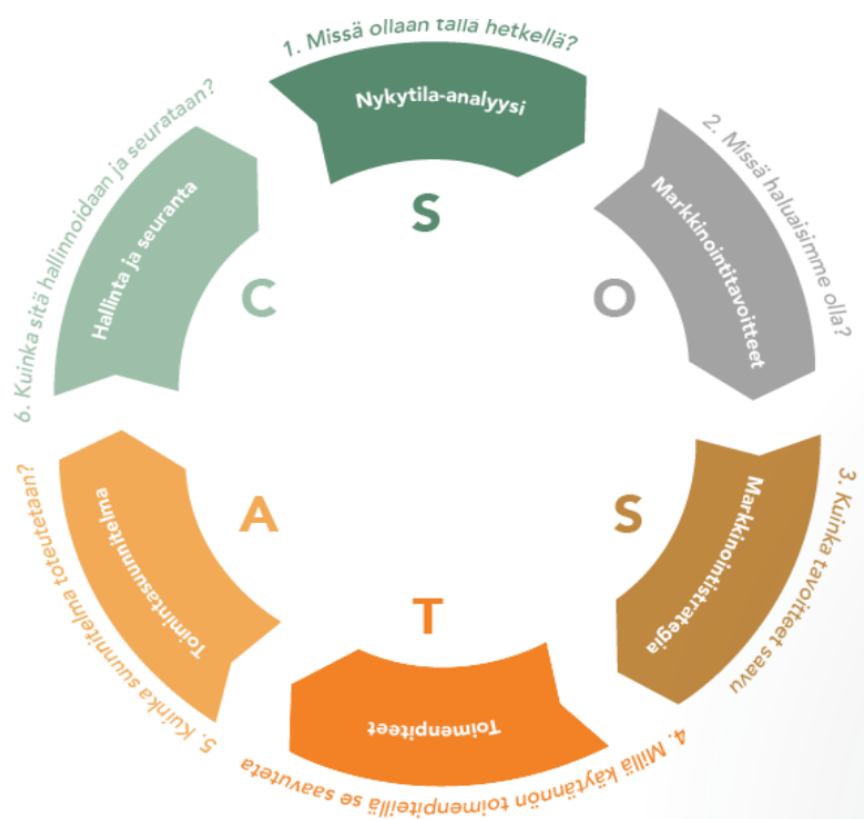 1. Missä ollaan tällä hetkellä?
Nykytila-analyysi
S
2. Missä haluaisimme olla?
Markkinointitavoitteet
O
3. Kuinka tavoitteet saavu
Markkinointistrategia
S
4. Millä käytännön toimenpiteillä se saavuteta
Toimenpiteet
T
5. Kuinka suunnitelma toteutetaan?
Toimintasuunnitelma
A
6. Kuinka sitä hallinnoidaan ja seurataan?
Hallinta ja seuranta
C